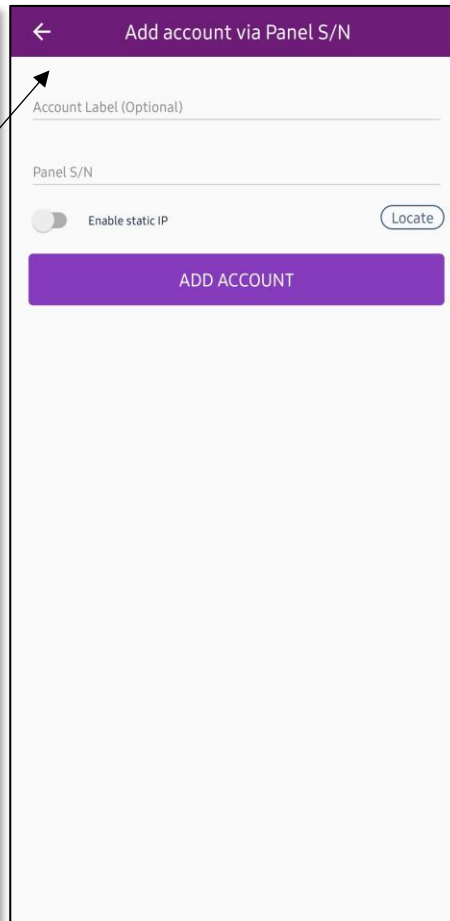 Add account via Panel S/N
Account Label (Optional)
Panel S/N
Enable static IP
Locate
ADD ACCOUNT